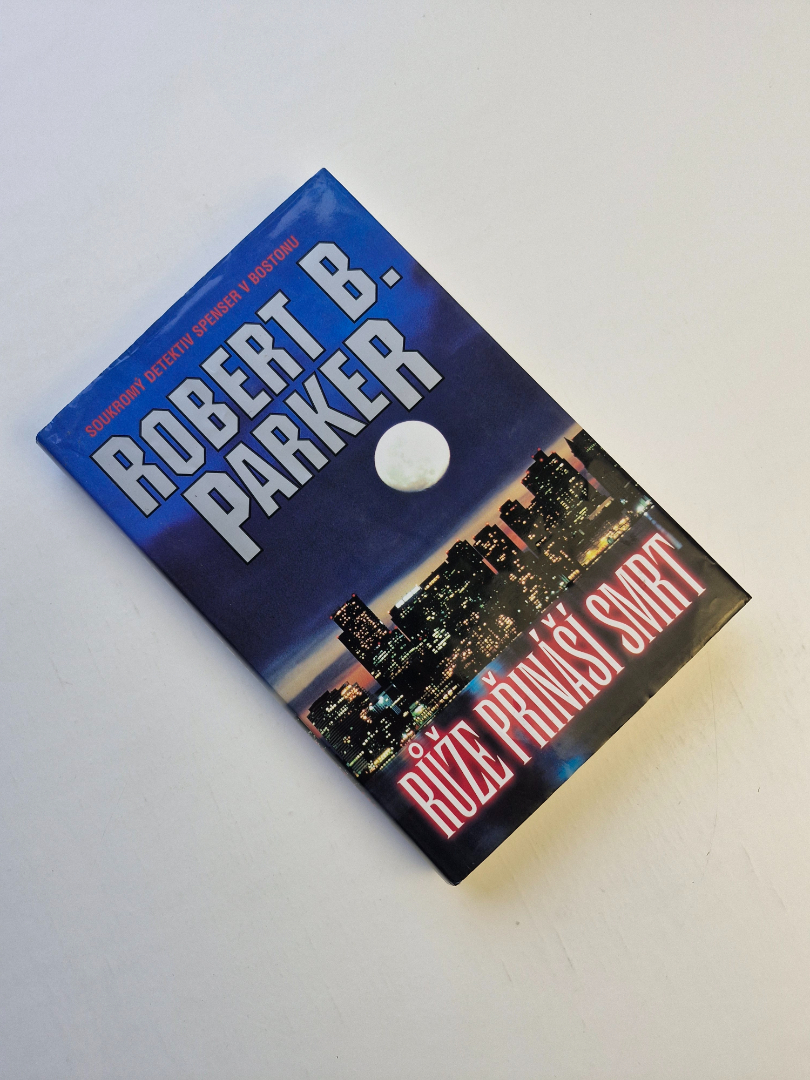 SOUKROMÝ DETEKTIV SPENSER V BOSTONU
ROBERT B.
PARKER
RŮŽE PŘINÁŠÍ SMRT